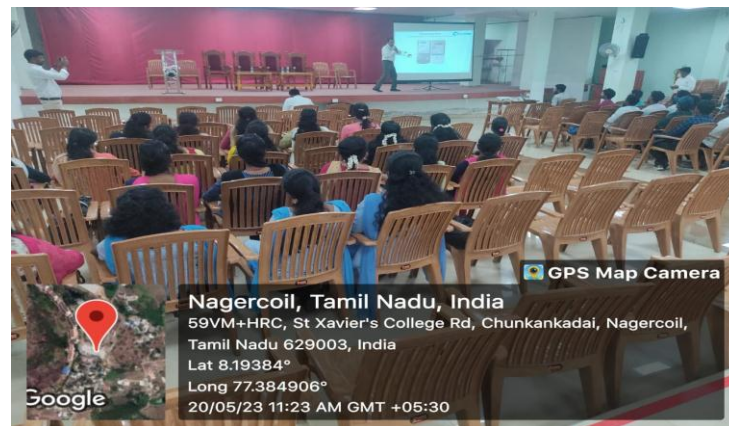 GPS Map Camera
Nagercoil, Tamil Nadu, India
59VM+HRC, St Xavier's College Rd, Chunkankadai, Nagercoil,
Tamil Nadu 629003, India
Lat 8.19384°
Long 77.384906°
20/05/23 11:23 AM GMT +05:30
Google